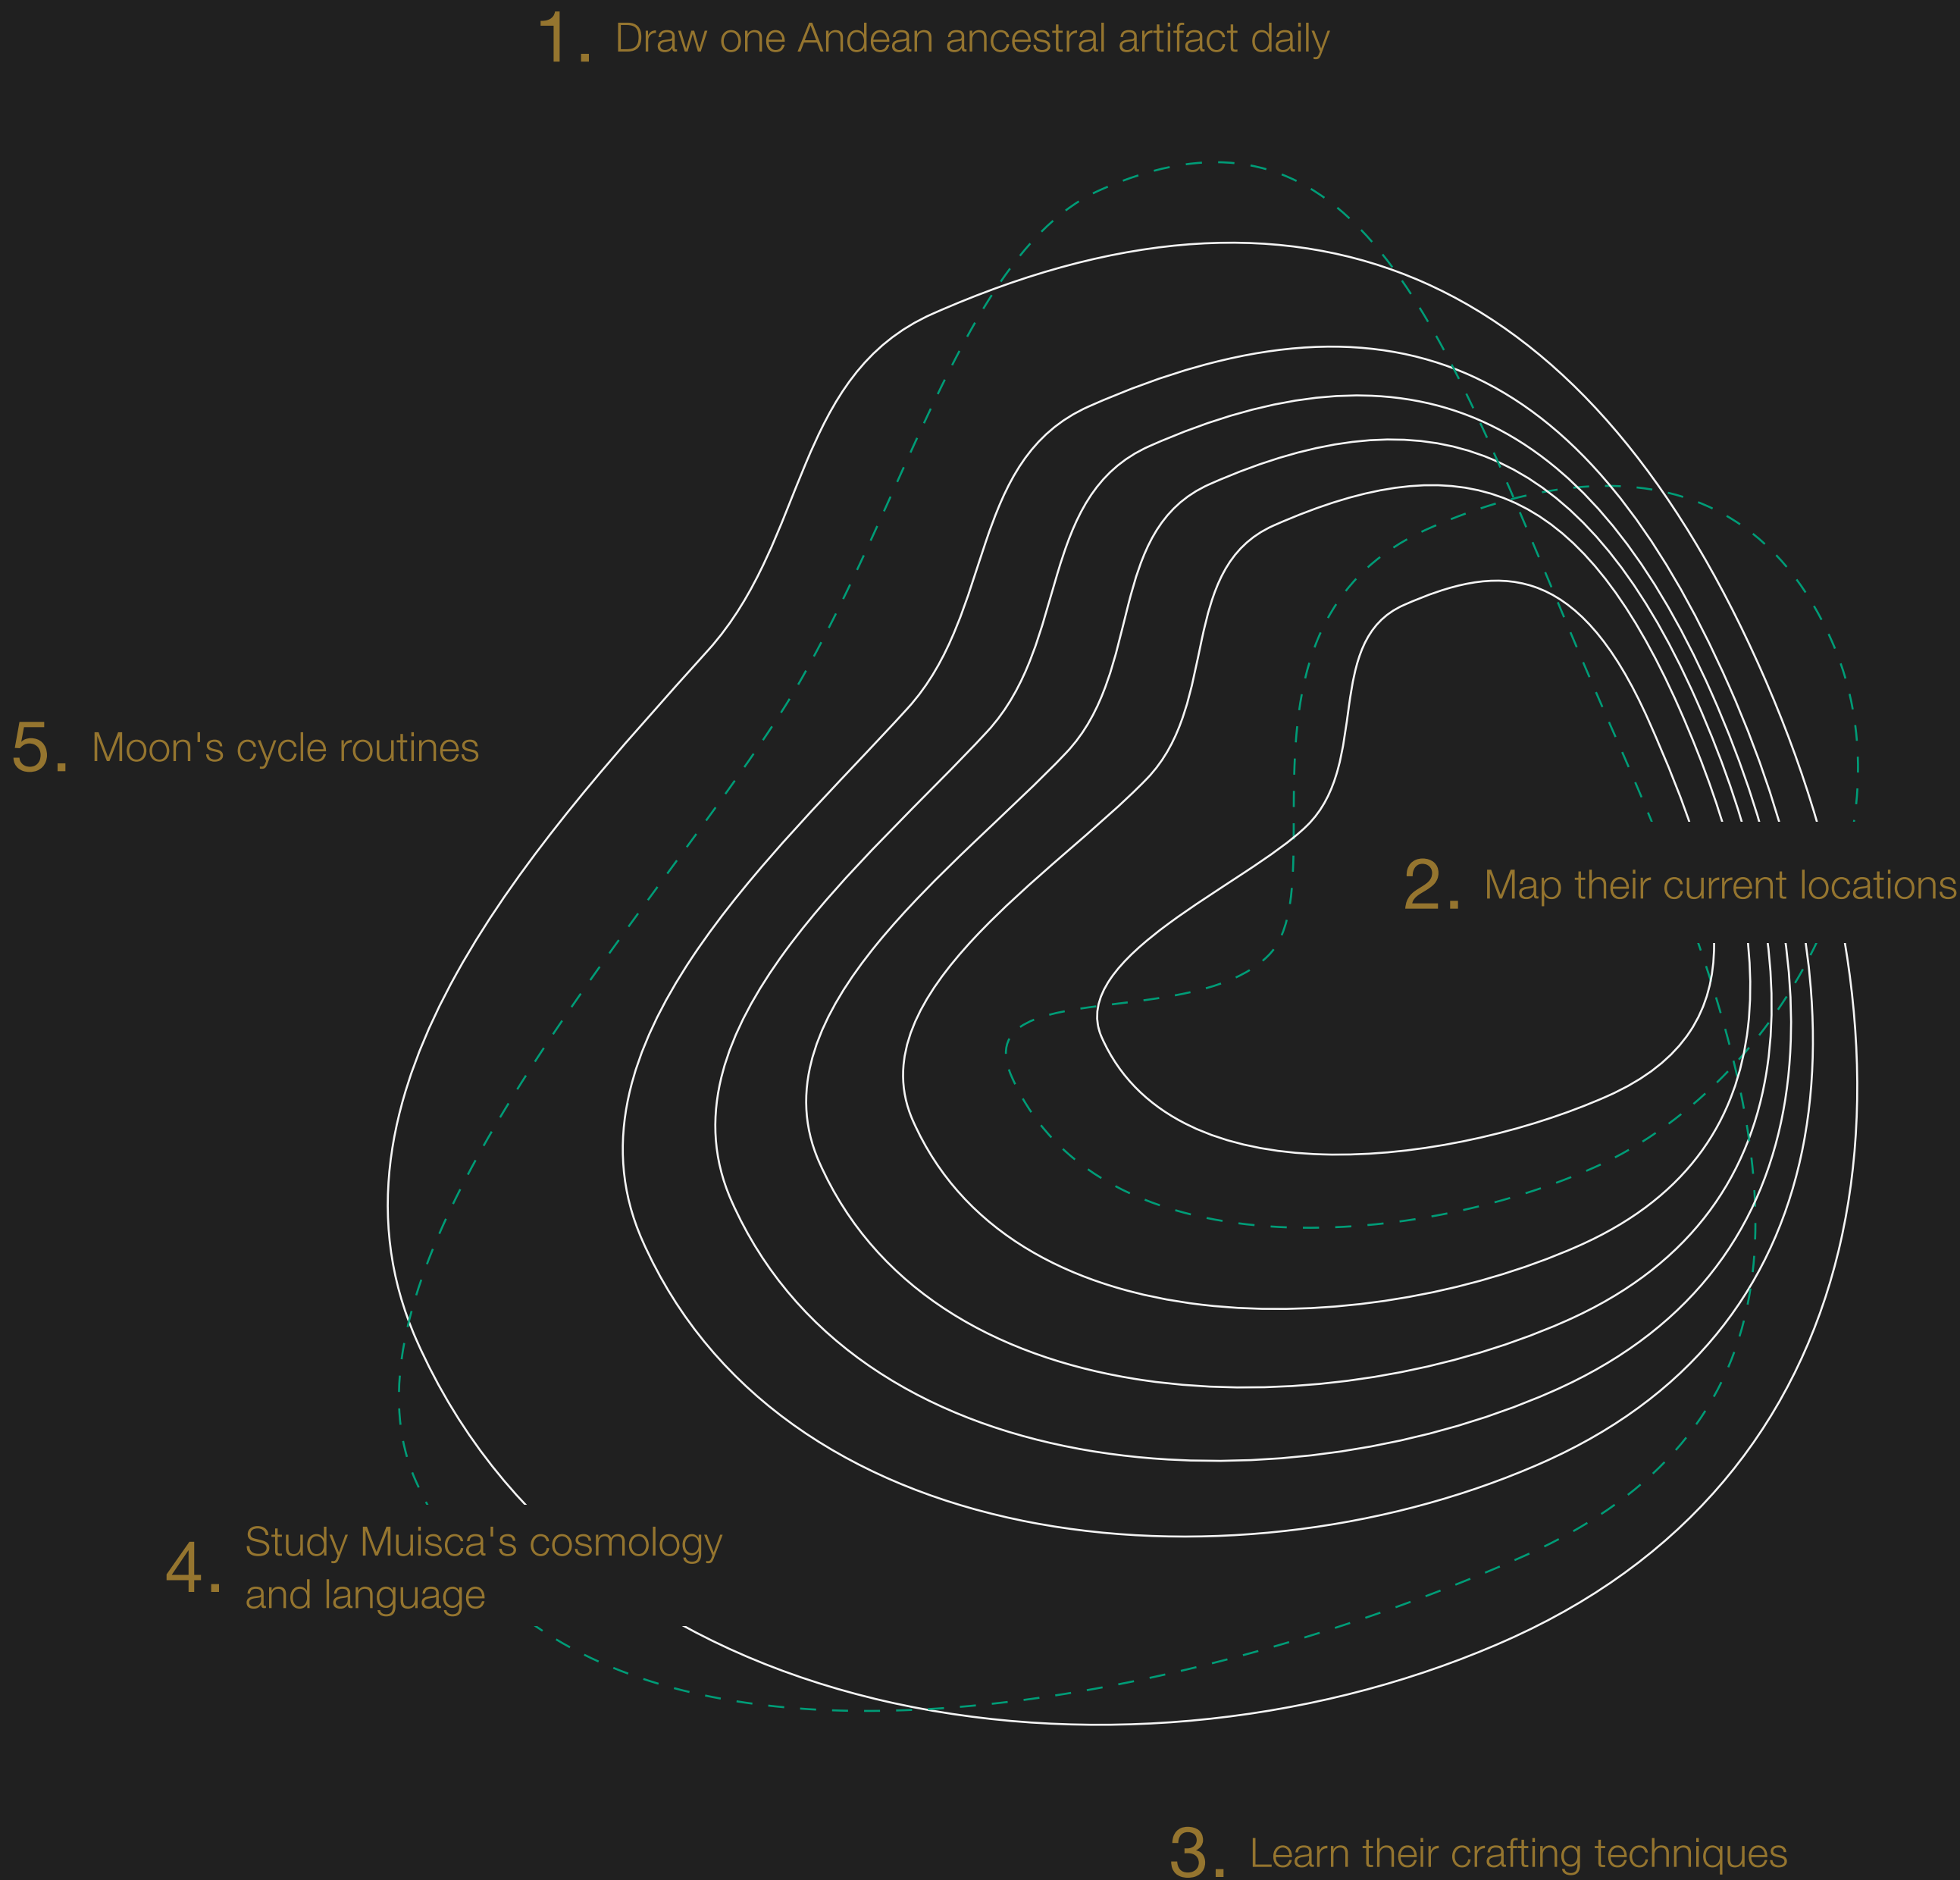 1. Draw one Andean ancestral artifact daily
2. Map their current locations
3. Learn their crafting techniques
4. Study Muisca's cosmology
and language
5. Moon's cycle routines